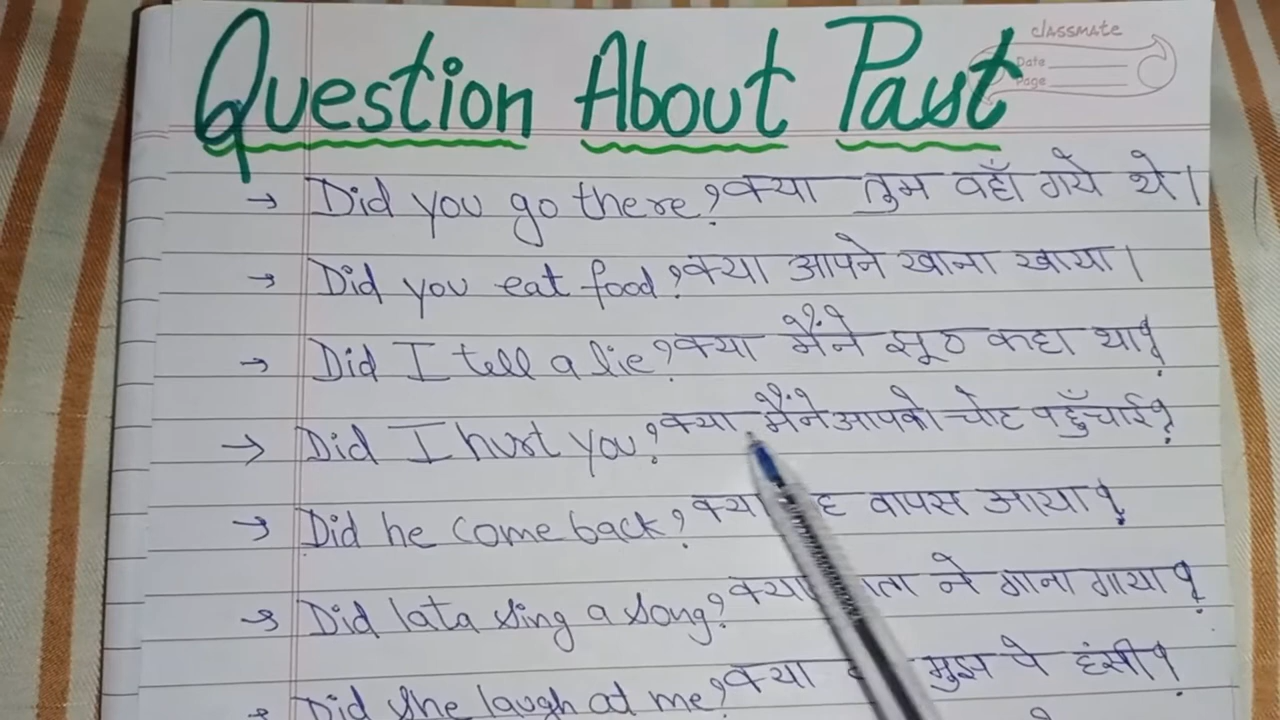 classmate
Date
Page
Question About Past
→ Did you go there? क्या तुम वहाँ गये थे।
→ Did you eat food? क्या आपने खाना खाया।
→ Did I tell a lie? क्या मैंने झूठ कहा था?
→ Did I hurt you? क्या मैंने आपको चोट पहुँचाई?
→ Did he come back? क्या वापस आया?
→ Did lata sing a song? क्या ने गाना गाया?
→ Did she laugh at me? क्या मुझ पे हंसी?